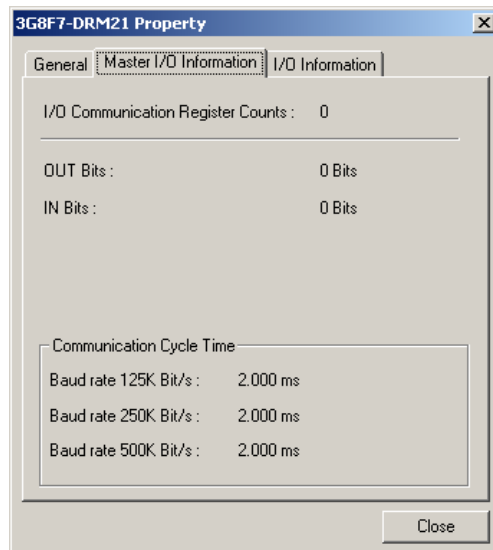 3G8F7-DRM21 Property
General Master I/O Information I/O Information
I/O Communication Register Counts : 0
OUT Bits : 0 Bits
IN Bits : 0 Bits
Communication Cycle Time
Baud rate 125K Bit/s : 2.000 ms
Baud rate 250K Bit/s : 2.000 ms
Baud rate 500K Bit/s : 2.000 ms
Close